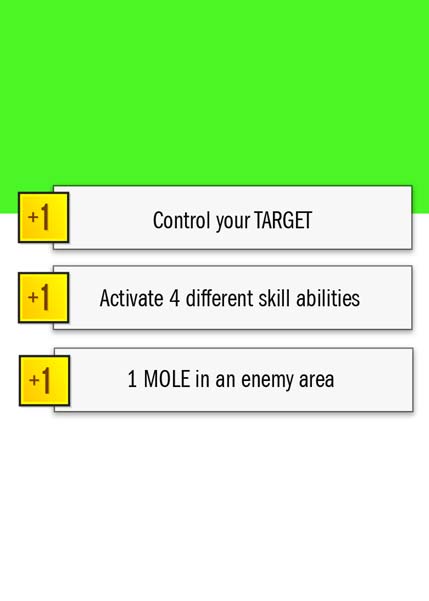 +1 Control your TARGET
+1 Activate 4 different skill abilities
+1 1 MOLE in an enemy area